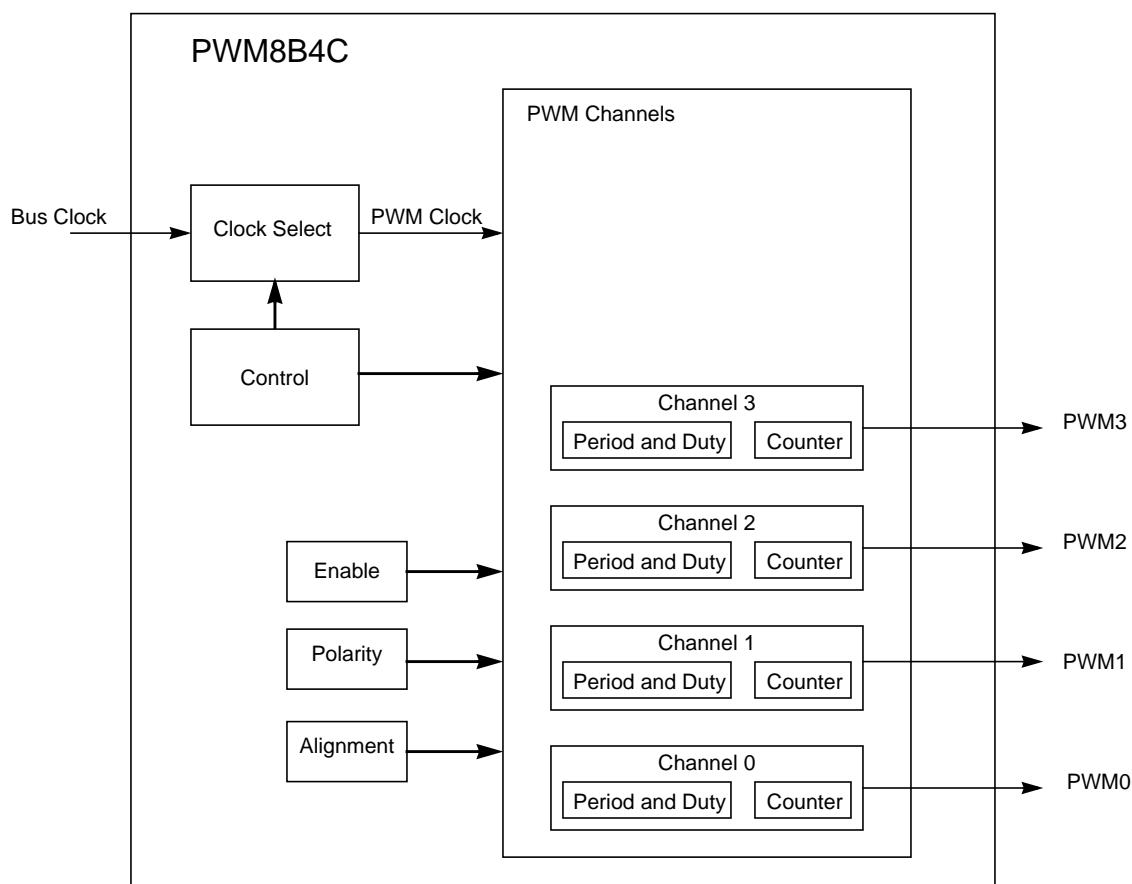 PWM8B4C
PWM Channels
Bus Clock
Clock Select
PWM Clock
Control
Channel 3
Period and Duty
Counter
PWM3
Channel 2
Period and Duty
Counter
PWM2
Enable
Channel 1
Period and Duty
Counter
PWM1
Polarity
Alignment
Channel 0
Period and Duty
Counter
PWM0